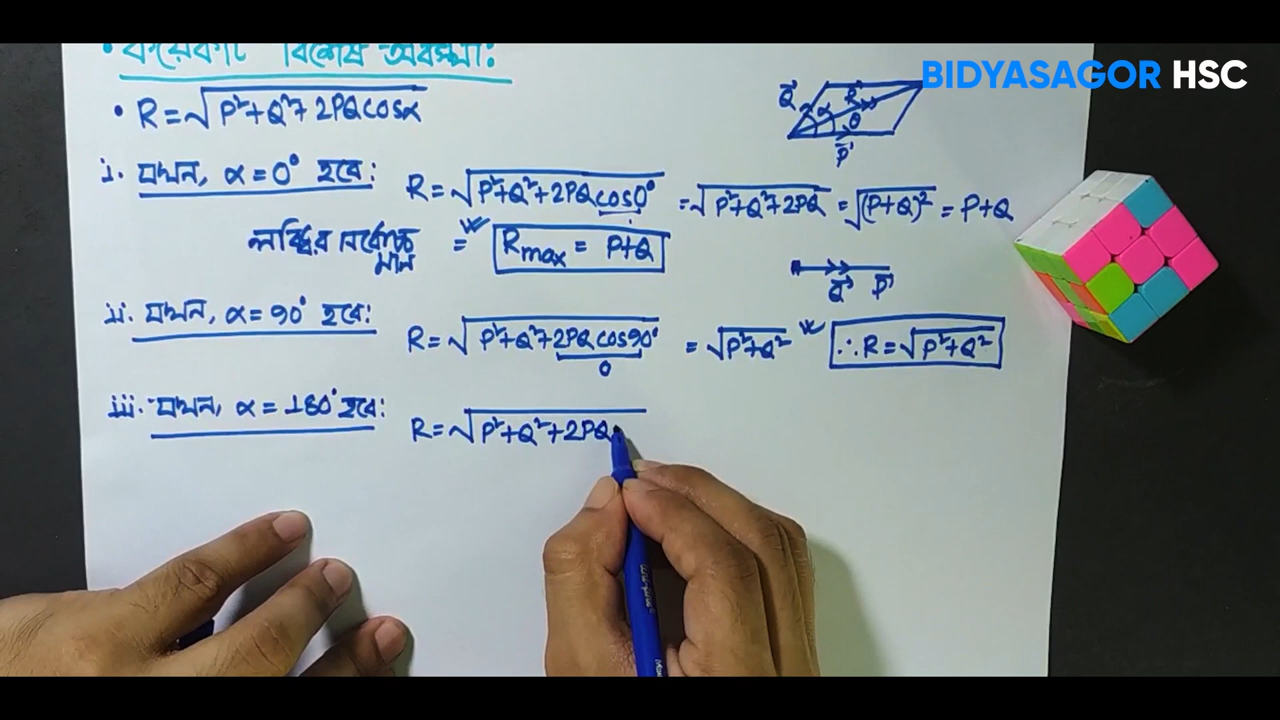 • কয়েকটি বিশেষ অবস্থা:
BIDYASAGOR HSC
• R = √(P²+Q²+2PQcosα)
Q⃗ α R⃗ θ P⃗
i. যখন, α = 0° হবে: R = √(P²+Q²+2PQcos0°) = √(P²+Q²+2PQ) = √(P+Q)² = P+Q
লব্ধির সর্বোচ্চ মান = Rmax = P+Q
Q⃗ P⃗
ii. যখন, α = 90° হবে: R = √(P²+Q²+2PQcos90°) = √(P²+Q²) ∴R = √(P²+Q²)
0
iii. যখন, α = 180° হবে: R = √(P²+Q²+2PQ